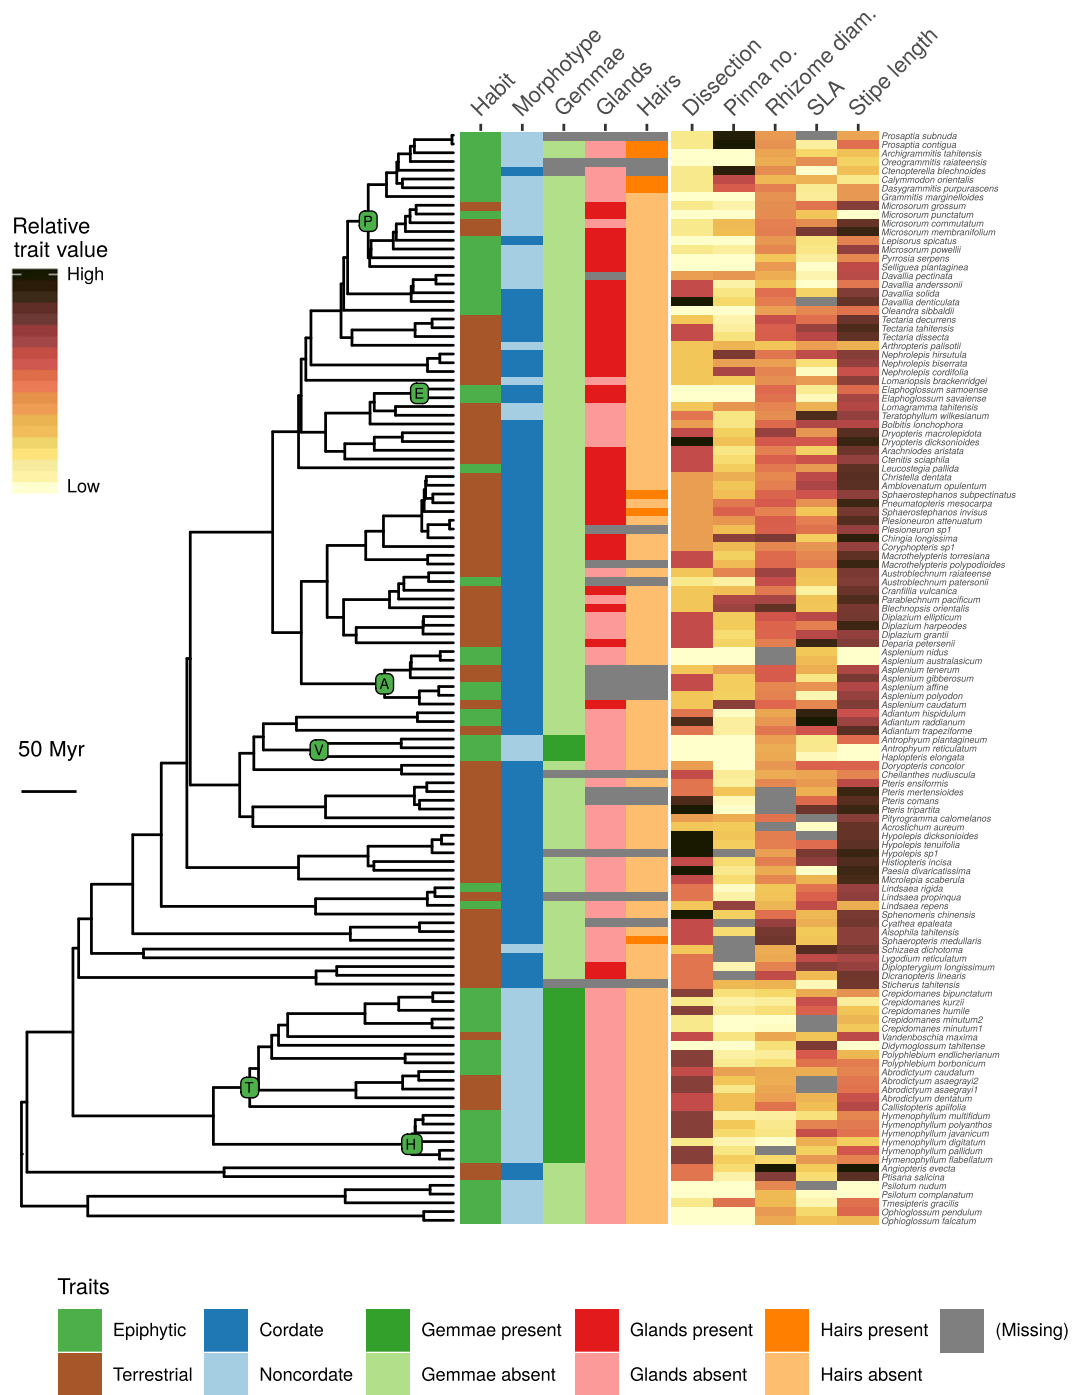 Habit
Morphotype
Gemmae
Glands
Hairs
Dissection
Pinna no.
Rhizome diam.
SLA
Stipe length
Relative
trait value
High
Low
50 Myr
P
E
A
V
T
H
Prosaptia subnuda
Prosaptia contigua
Archigrammitis tahitensis
Oreogrammitis raiateensis
Ctenopterella blechnoides
Calymmodon orientalis
Dasygrammitis purpurascens
Grammitis marginelloides
Microsorum grossum
Microsorum punctatum
Microsorum commutatum
Microsorum membranifolium
Lepisorus spicatus
Microsorum powellii
Pyrrosia serpens
Selliguea plantaginea
Davallia pectinata
Davallia anderssonii
Davallia solida
Davallia denticulata
Oleandra sibbaldii
Tectaria decurrens
Tectaria tahitensis
Tectaria dissecta
Arthropteris palisotii
Nephrolepis hirsutula
Nephrolepis biserrata
Nephrolepis cordifolia
Lomariopsis brackenridgei
Elaphoglossum samoense
Elaphoglossum savaiense
Lomagramma tahitensis
Teratophyllum wilkesianum
Bolbitis lonchophora
Dryopteris macrolepidota
Dryopteris dicksonioides
Arachniodes aristata
Ctenitis sciaphila
Leucostegia pallida
Christella dentata
Amblovenatum opulentum
Sphaerostephanos subpectinatus
Pneumatopteris mesocarpa
Sphaerostephanos invisus
Plesioneuron attenuatum
Plesioneuron sp1
Chingia longissima
Coryphopteris sp1
Macrothelypteris torresiana
Macrothelypteris polypodioides
Austroblechnum raiateense
Austroblechnum patersonii
Cranfillia vulcanica
Parablechnum pacificum
Blechnopsis orientalis
Diplazium ellipticum
Diplazium harpeodes
Diplazium grantii
Deparia petersenii
Asplenium nidus
Asplenium australasicum
Asplenium tenerum
Asplenium gibberosum
Asplenium affine
Asplenium polyodon
Asplenium caudatum
Adiantum hispidulum
Adiantum raddianum
Adiantum trapeziforme
Antrophyum plantagineum
Antrophyum reticulatum
Haplopteris elongata
Doryopteris concolor
Cheilanthes nudiuscula
Pteris ensiformis
Pteris mertensioides
Pteris comans
Pteris tripartita
Pityrogramma calomelanos
Acrostichum aureum
Hypolepis dicksonioides
Hypolepis tenuifolia
Hypolepis sp1
Histiopteris incisa
Paesia divaricatissima
Microlepia scaberula
Lindsaea rigida
Lindsaea propinqua
Lindsaea repens
Sphenomeris chinensis
Cyathea epaleata
Alsophila tahitensis
Sphaeropteris medullaris
Schizaea dichotoma
Lygodium reticulatum
Diplopterygium longissimum
Dicranopteris linearis
Sticherus tahitensis
Crepidomanes bipunctatum
Crepidomanes kurzii
Crepidomanes humile
Crepidomanes minutum2
Crepidomanes minutum1
Vandenboschia maxima
Didymoglossum tahitense
Polyphlebium endlicherianum
Polyphlebium borbonicum
Abrodictyum caudatum
Abrodictyum asaegrayi2
Abrodictyum asaegrayi1
Abrodictyum dentatum
Callistopteris apiifolia
Hymenophyllum multifidum
Hymenophyllum polyanthos
Hymenophyllum javanicum
Hymenophyllum digitatum
Hymenophyllum pallidum
Hymenophyllum flabellatum
Angiopteris evecta
Ptisana salicina
Psilotum nudum
Psilotum complanatum
Tmesipteris gracilis
Ophioglossum pendulum
Ophioglossum falcatum
Traits
Epiphytic
Cordate
Gemmae present
Glands present
Hairs present
(Missing)
Terrestrial
Noncordate
Gemmae absent
Glands absent
Hairs absent